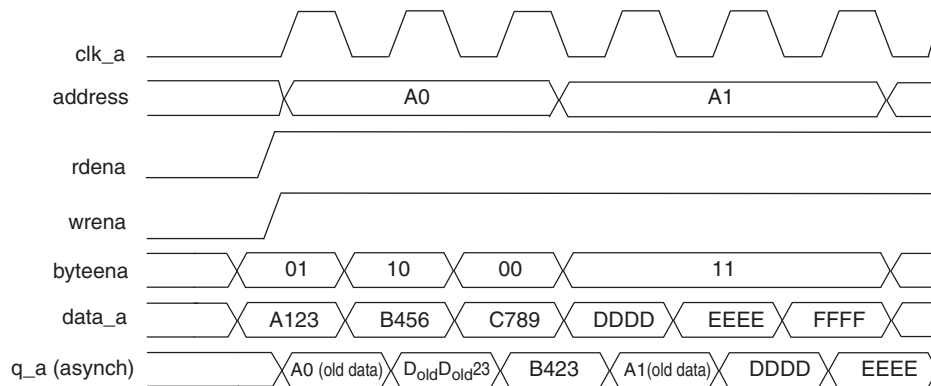 clk_a
address A0 A1
rdena
wrena
byteena 01 10 00 11
data_a A123 B456 C789 DDDD EEEE FFFF
q_a (asynch) A0 (old data) DoldDold23 B423 A1(old data) DDDD EEEE